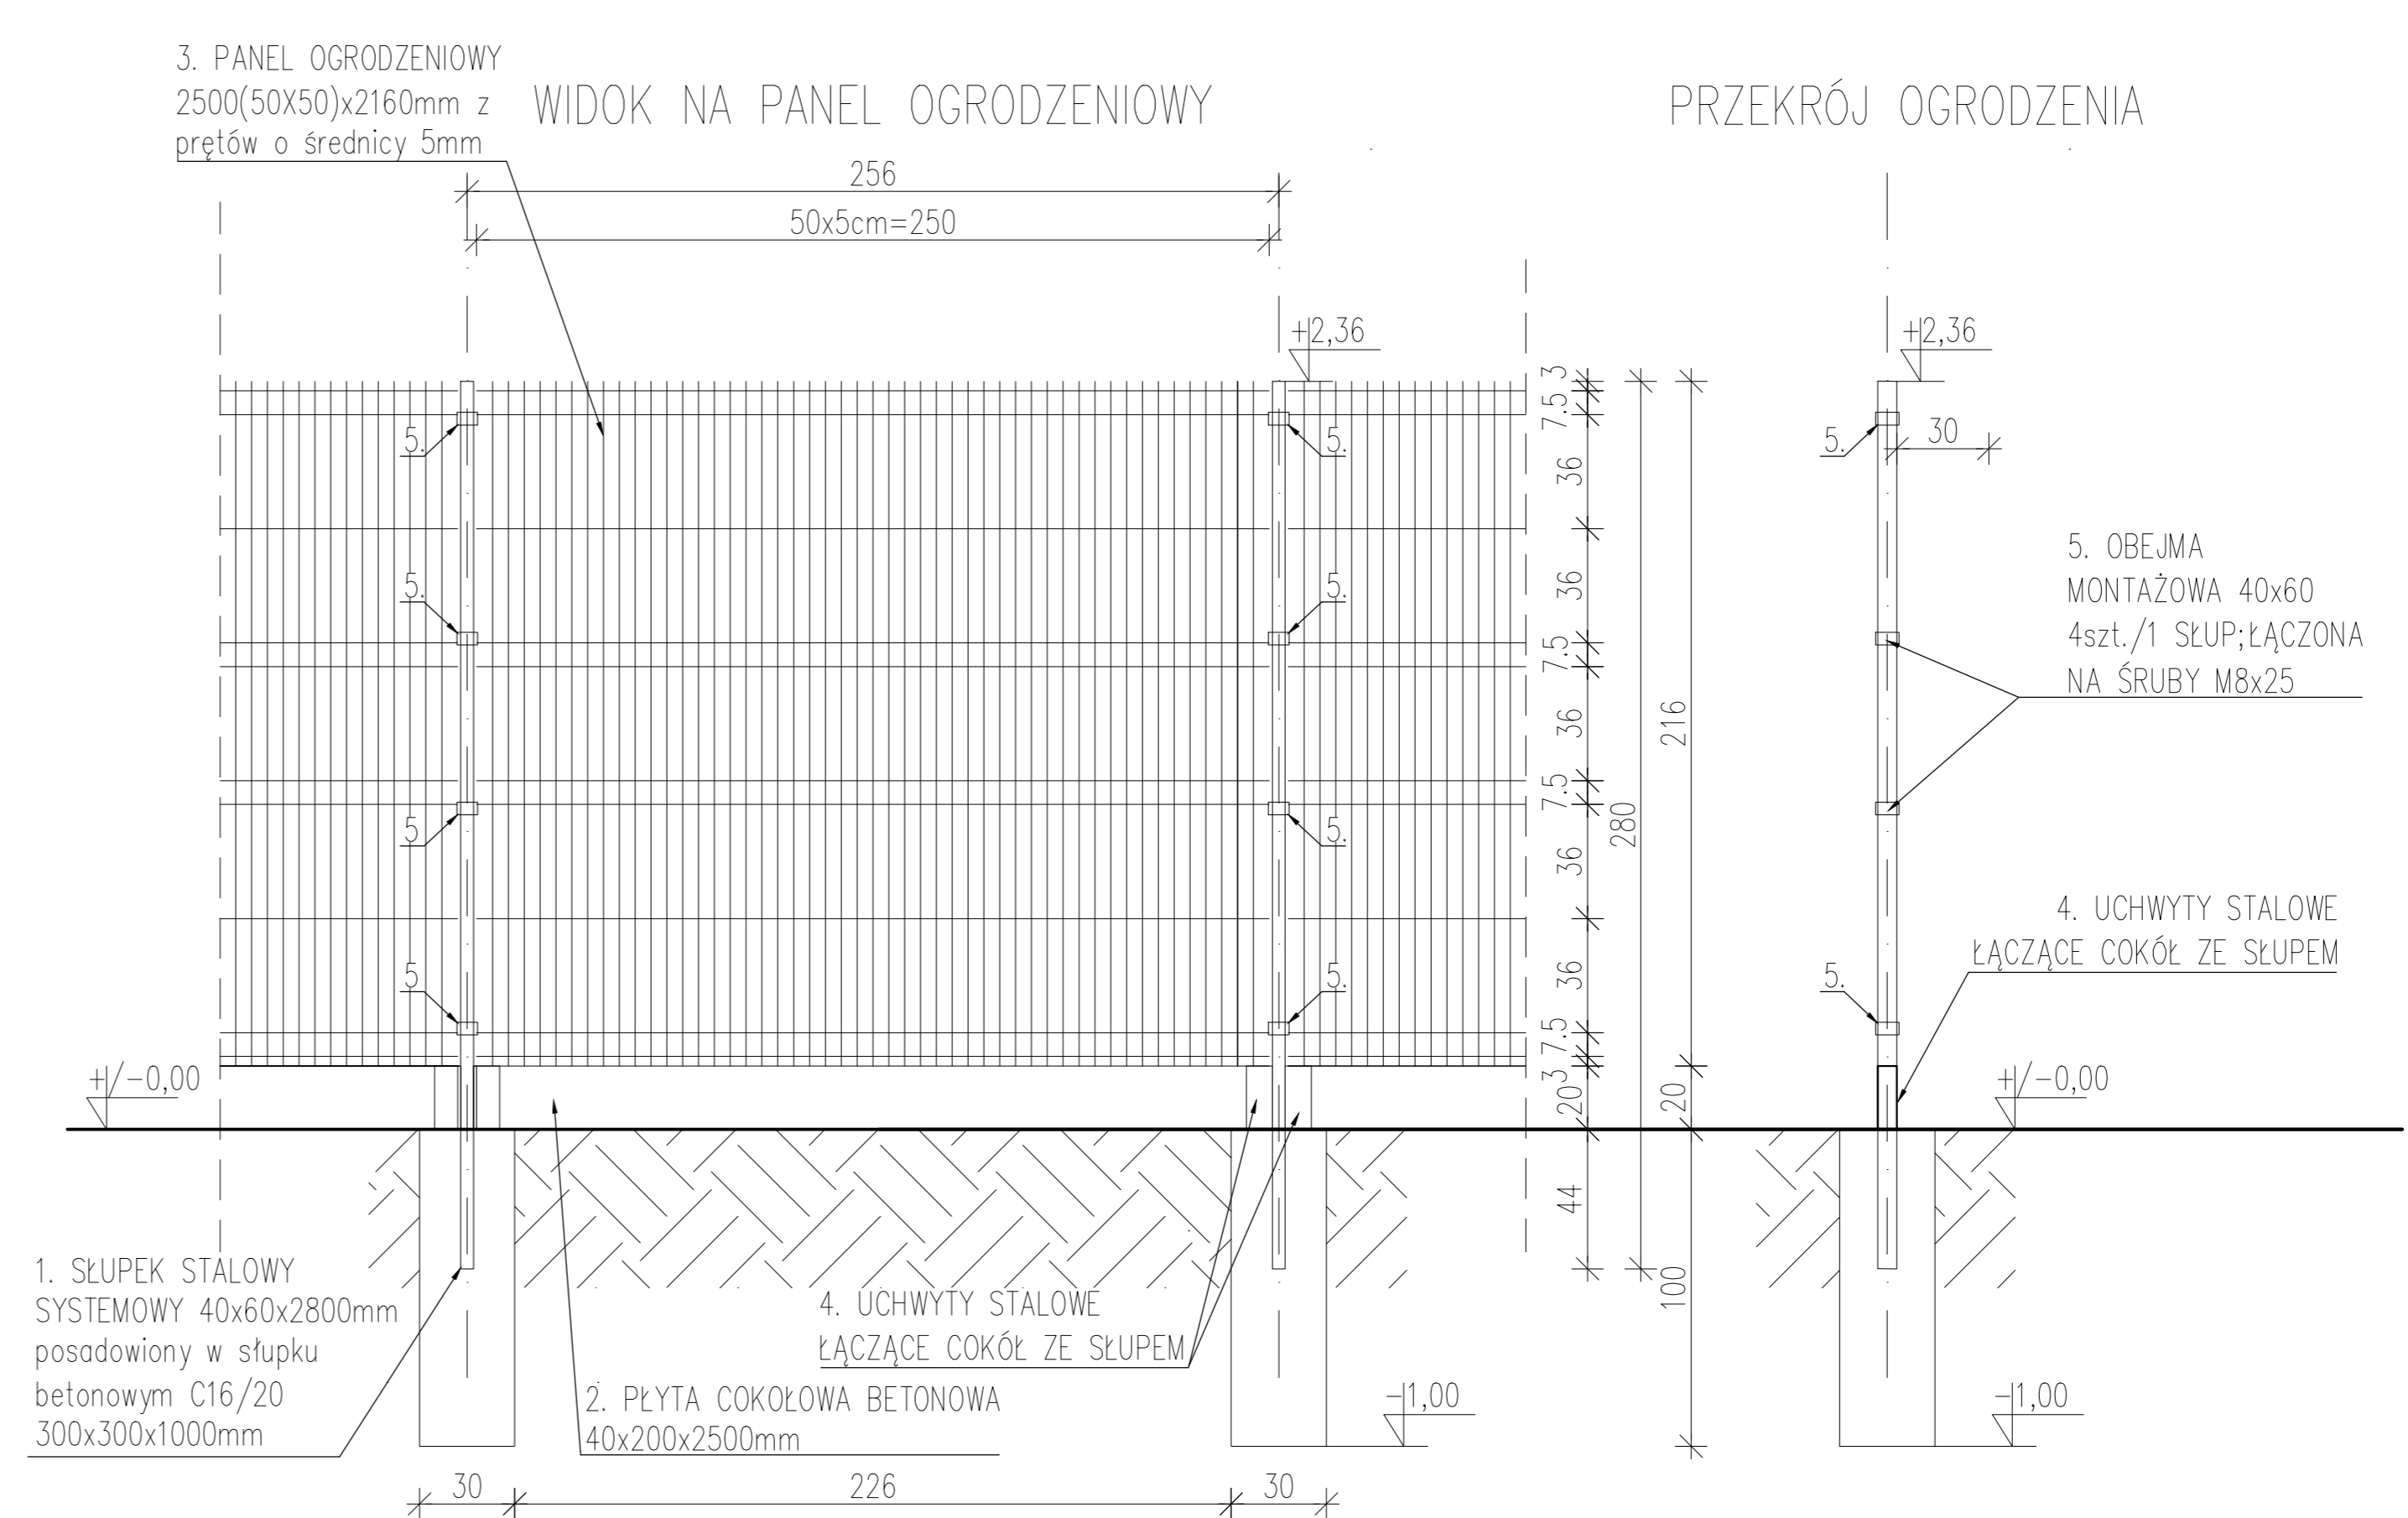 3. PANEL OGRODZENIOWY
2500(50X50)x2160mm z
prętów o średnicy 5mm
WIDOK NA PANEL OGRODZENIOWY
PRZEKRÓJ OGRODZENIA
256
50x5cm=250
+2,36
+2,36
3
7.5
36
36
7.5
36
7.5
36
36
7.5
3
20
44
280
216
20
100
5.
5.
5.
5.
5
5.
5
5.
5.
30
5. OBEJMA
MONTAŻOWA 40x60
4szt./1 SŁUP;ŁĄCZONA
NA ŚRUBY M8x25
4. UCHWYTY STALOWE
ŁĄCZĄCE COKÓŁ ZE SŁUPEM
5.
+/-0,00
+/-0,00
1. SŁUPEK STALOWY
SYSTEMOWY 40x60x2800mm
posadowiony w słupku
betonowym C16/20
300x300x1000mm
4. UCHWYTY STALOWE
ŁĄCZĄCE COKÓŁ ZE SŁUPEM
2. PŁYTA COKOŁOWA BETONOWA
40x200x2500mm
-1,00
-1,00
30
226
30